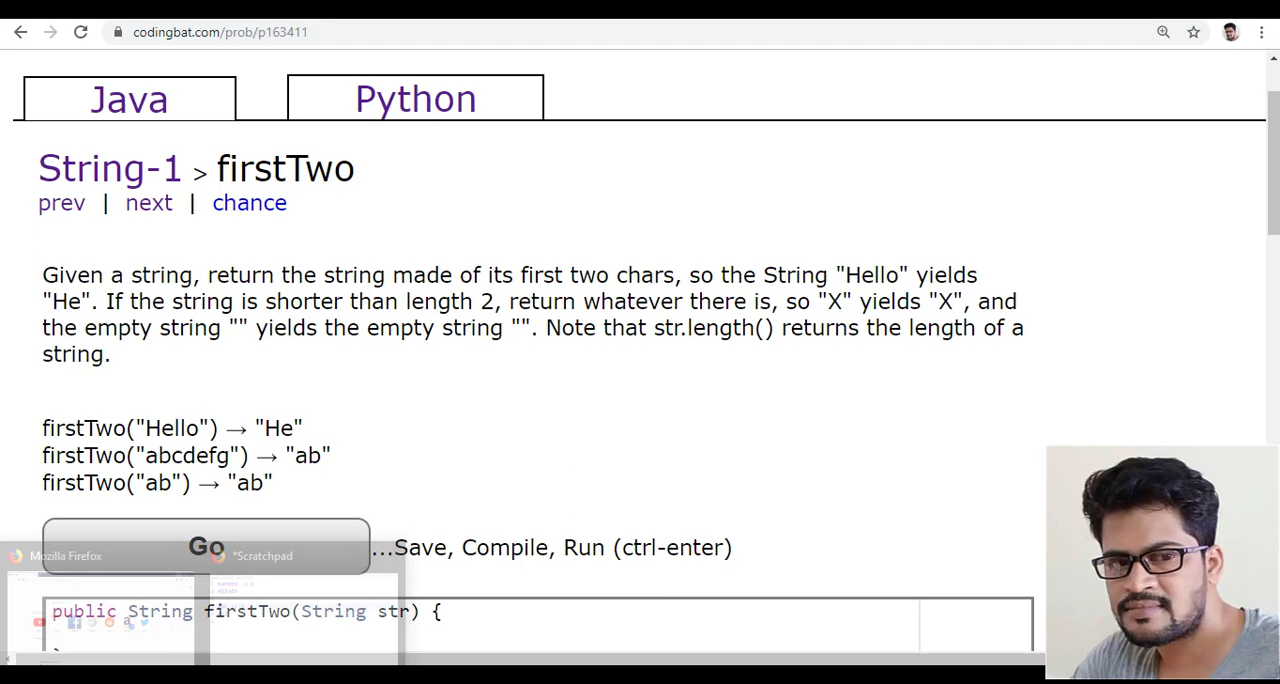 codingbat.com/prob/p163411
Java Python
String-1 > firstTwo
prev | next | chance
Given a string, return the string made of its first two chars, so the String "Hello" yields
"He". If the string is shorter than length 2, return whatever there is, so "X" yields "X", and
the empty string "" yields the empty string "". Note that str.length() returns the length of a
string.
firstTwo("Hello") → "He"
firstTwo("abcdefg") → "ab"
firstTwo("ab") → "ab"
Go ...Save, Compile, Run (ctrl-enter)
Mozilla Firefox *Scratchpad
public String firstTwo(String str) {